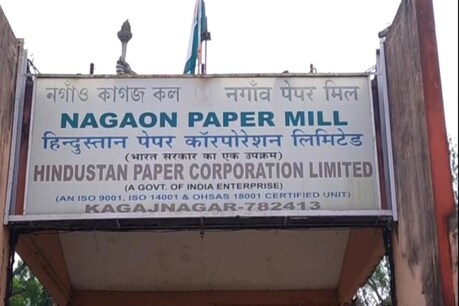 নগাঁও কাগজ কল नगाँव पेपर मिल
NAGAON PAPER MILL
हिन्दुस्तान पेपर कॉरपोरेशन लिमिटेड
(भारत सरकार का एक उपक्रम)
HINDUSTAN PAPER CORPORATION LIMITED
(A GOVT. OF INDIA ENTERPRISE)
(AN ISO 9001, ISO 14001 & OHSAS 18001 CERTIFIED UNIT)
KAGAJNAGAR-782413